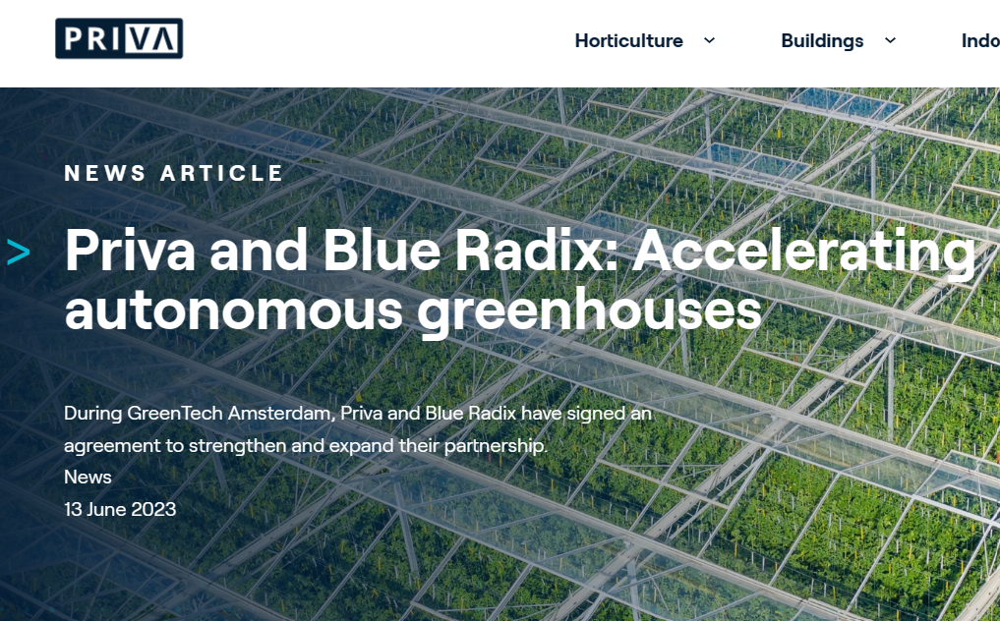 PRIVA
Horticulture
Buildings
NEWS ARTICLE
> Priva and Blue Radix: Accelerating
autonomous greenhouses
During GreenTech Amsterdam, Priva and Blue Radix have signed an
agreement to strengthen and expand their partnership.
News
13 June 2023